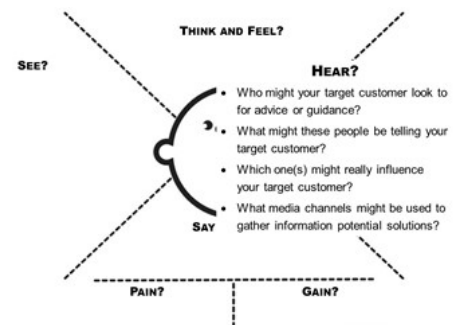 THINK AND FEEL?
SEE?
HEAR?
• Who might your target customer look to
for advice or guidance?
• What might these people be telling your
target customer?
• Which one(s) might really influence
your target customer?
• What media channels might be used to
gather information potential solutions?
SAY
PAIN?
GAIN?